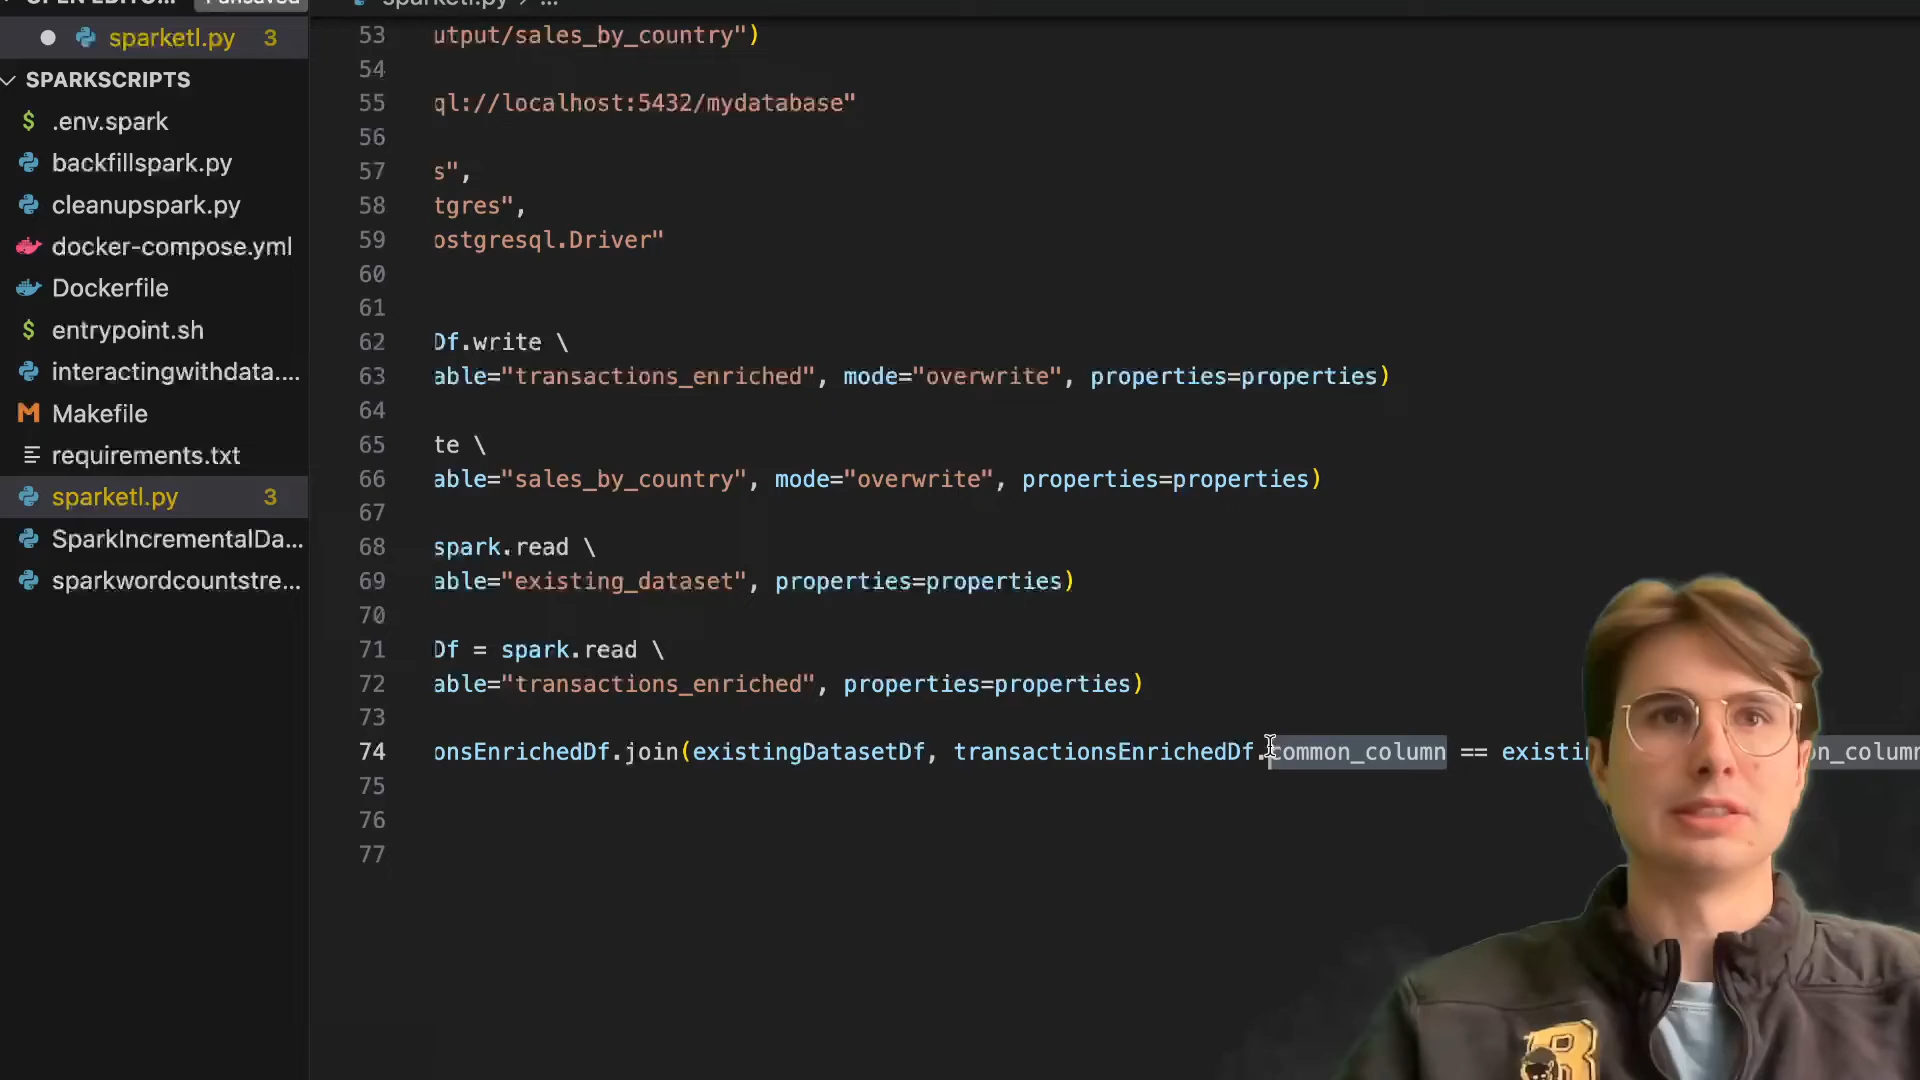 sparketl.py 3
SPARKSCRIPTS
.env.spark
backfillspark.py
cleanupspark.py
docker-compose.yml
Dockerfile
entrypoint.sh
interactingwithdata....
Makefile
requirements.txt
sparketl.py 3
SparkIncrementalDa...
sparkwordcountstre...
sparketl.py > ...
53 utput/sales_by_country")
54
55 ql://localhost:5432/mydatabase"
56
57 s",
58 tgres",
59 ostgresql.Driver"
60
61
62 Df.write \
63 able="transactions_enriched", mode="overwrite", properties=properties)
64
65 te \
66 able="sales_by_country", mode="overwrite", properties=properties)
67
68 spark.read \
69 able="existing_dataset", properties=properties)
70
71 Df = spark.read \
72 able="transactions_enriched", properties=properties)
73
74 onsEnrichedDf.join(existingDatasetDf, transactionsEnrichedDf.common_column == existin on_column
75
76
77